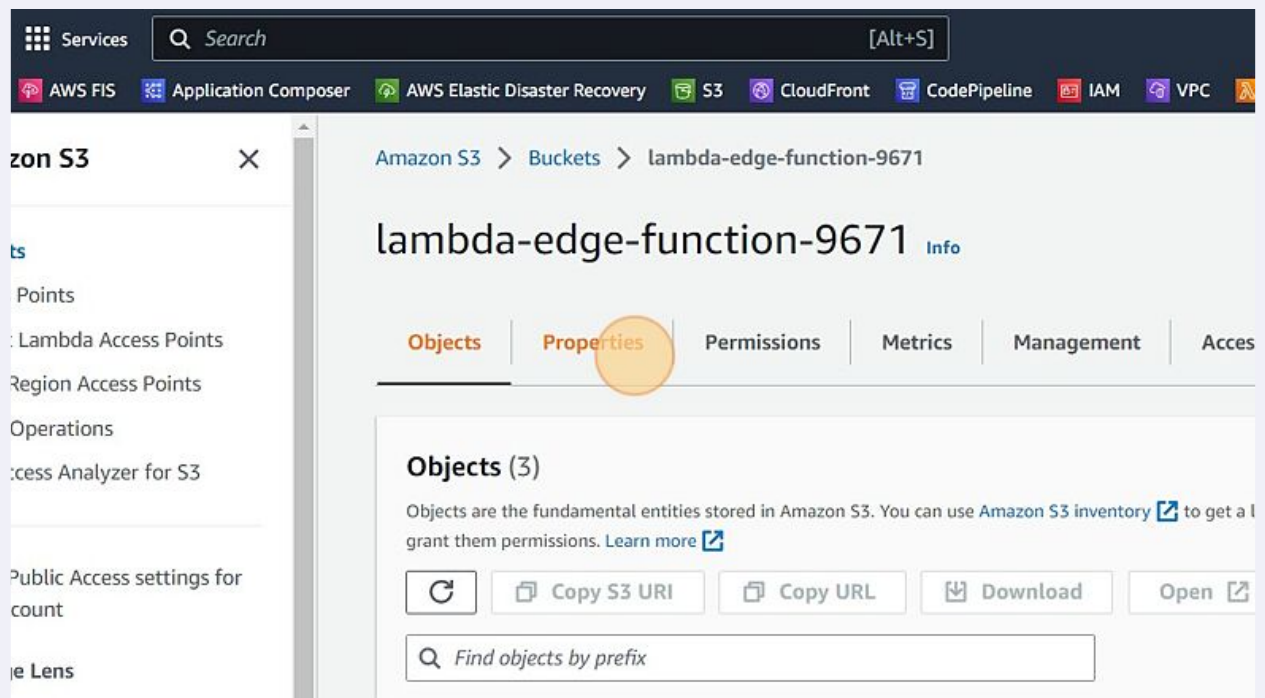 Services
Search
[Alt+S]
AWS FIS
Application Composer
AWS Elastic Disaster Recovery
S3
CloudFront
CodePipeline
IAM
VPC
zon S3
Amazon S3 > Buckets > lambda-edge-function-9671
lambda-edge-function-9671 Info
ts
Points
Lambda Access Points
Region Access Points
Operations
ccess Analyzer for S3
Public Access settings for
count
e Lens
Objects
Properties
Permissions
Metrics
Management
Acces
Objects (3)
Objects are the fundamental entities stored in Amazon S3. You can use Amazon S3 inventory to get a l
grant them permissions. Learn more
Copy S3 URI
Copy URL
Download
Open
Find objects by prefix